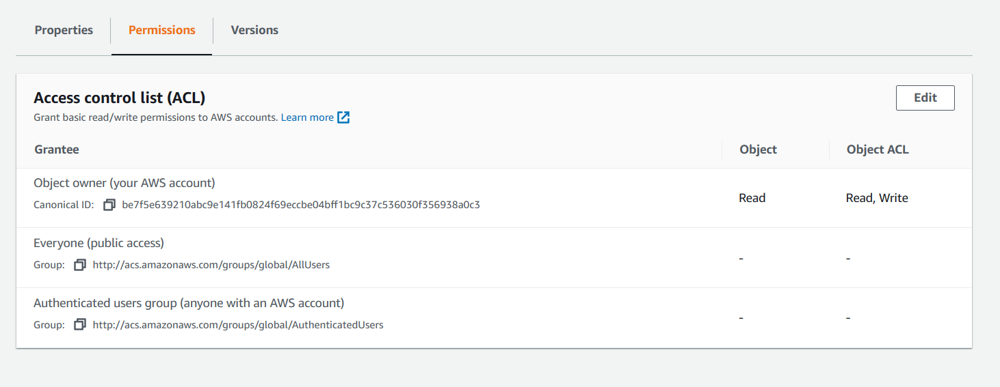 Properties Permissions Versions
Access control list (ACL)
Edit
Grant basic read/write permissions to AWS accounts. Learn more
Grantee Object Object ACL
Object owner (your AWS account)
Canonical ID: be7f5e639210abc9e141fb0824f69eccbe04bff1bc9c37c536030f356938a0c3
Read Read, Write
Everyone (public access)
Group: http://acs.amazonaws.com/groups/global/AllUsers
- -
Authenticated users group (anyone with an AWS account)
Group: http://acs.amazonaws.com/groups/global/AuthenticatedUsers
- -